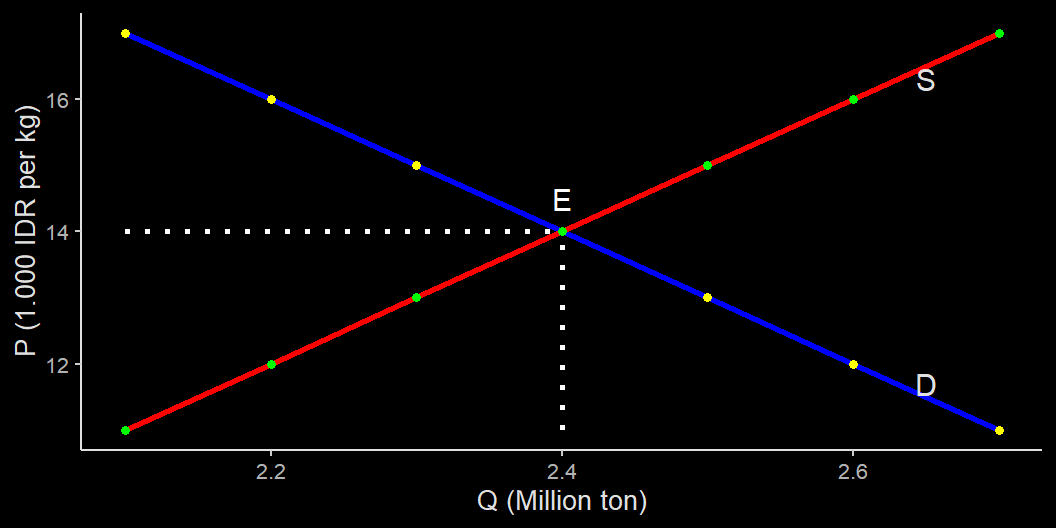 P (1.000 IDR per kg)
16
14
12
S
E
D
2.2
2.4
2.6
Q (Million ton)